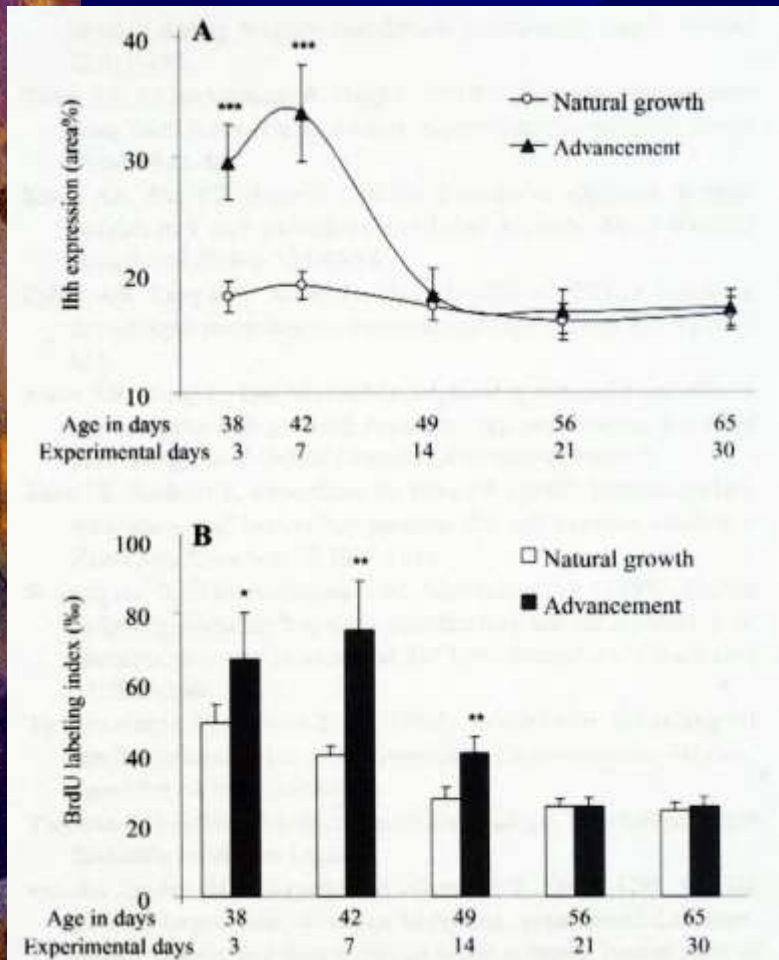 A
40
***
***
Natural growth
Advancement
30
20
10
Ihh expression (area%)
Age in days 38 42 49 56 65
Experimental days 3 7 14 21 30
B
100
Natural growth
Advancement
80
*
**
60
**
40
20
0
BrdU labeling index (‰)
Age in days 38 42 49 56 65
Experimental days 3 7 14 21 30